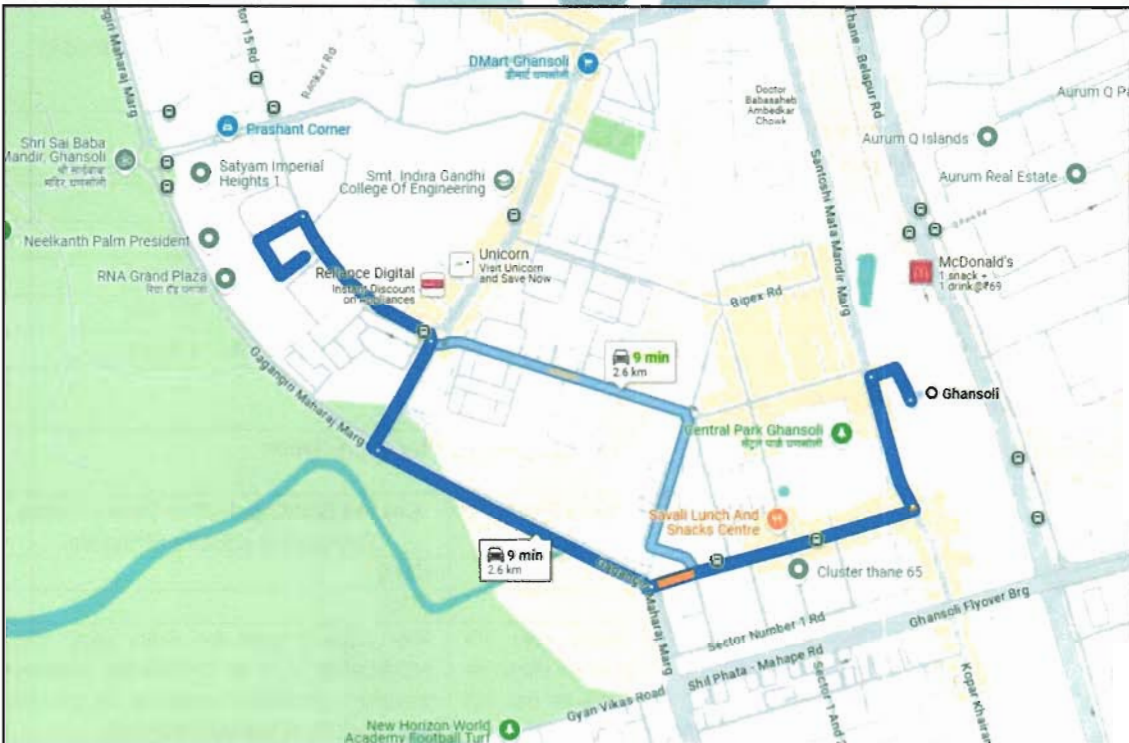 Thane - Belapur Rd
DMart Ghansoli
डीमार्ट घणसोली
Doctor
Babasaheb
Ambedkar
Chowk
Prashant Corner
Shri Sai Baba
Mandir, Ghansoli
Satyam Imperial
Heights 1
Smt. Indira Gandhi
College Of Engineering
Aurum Q Islands
Aurum Real Estate
Santoshi Mata Mandir Marg
Neelkanth Palm President
RNA Grand Plaza
Reliance Digital
Instant Discount
on Appliances
Unicorn
Visit Unicorn
and Save Now
McDonald's
1 snack +
1 drink@₹69
Bipex Rd
9 min
2.6 km
Ghansoli
Gagangiri Maharaj Marg
Central Park Ghansoli
सेंट्रल पार्क घणसोली
Savali Lunch And
Snacks Centre
9 min
2.6 km
Maharaj Marg
Cluster thane 65
Ghansoli Flyover Brg
Sector Number 1 Rd
Shil Phata - Mahape Rd
Gyan Vikas Road
New Horizon World
Academy Football Turf